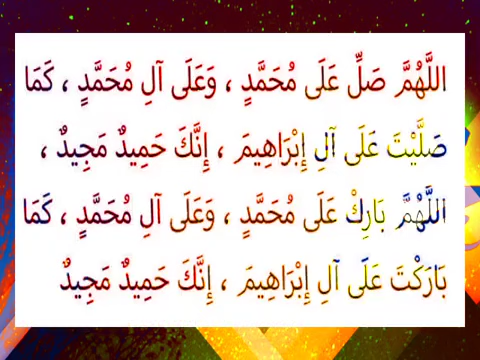 اللَّهُمَّ صَلِّ عَلَى مُحَمَّدٍ ، وَعَلَى آلِ مُحَمَّدٍ ، كَمَا
صَلَّيْتَ عَلَى آلِ إِبْرَاهِيمَ ، إِنَّكَ حَمِيدٌ مَجِيدٌ ،
اللَّهُمَّ بَارِكْ عَلَى مُحَمَّدٍ ، وَعَلَى آلِ مُحَمَّدٍ ، كَمَا
بَارَكْتَ عَلَى آلِ إِبْرَاهِيمَ ، إِنَّكَ حَمِيدٌ مَجِيدٌ